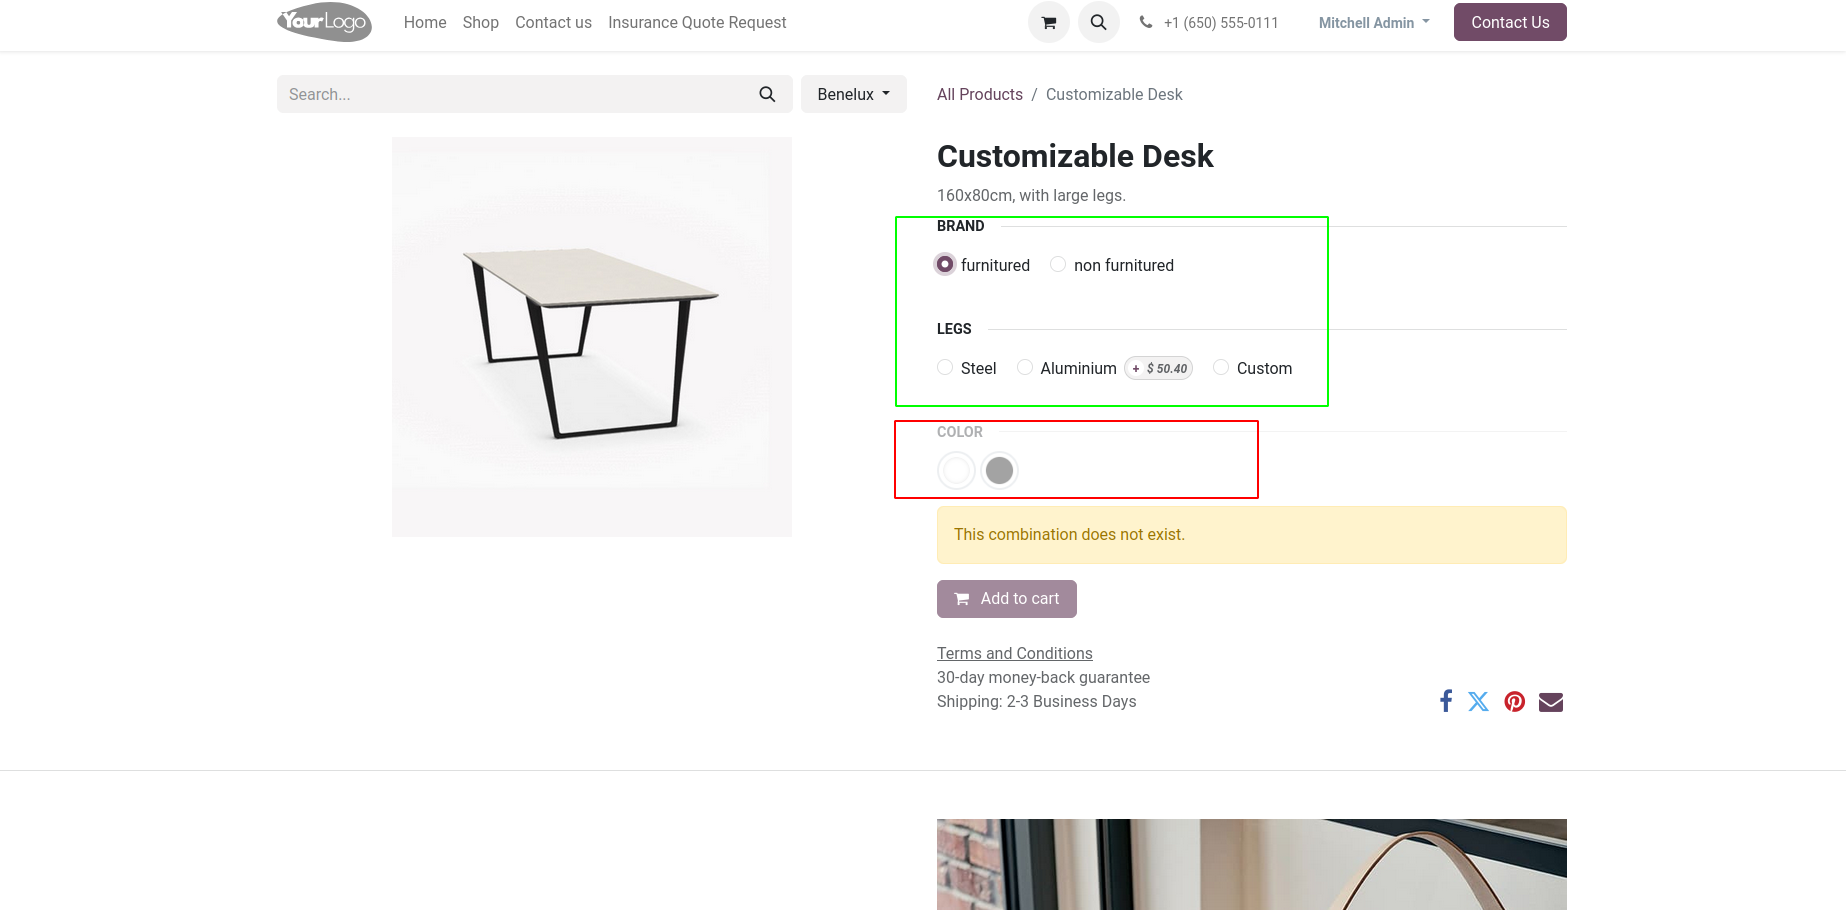 YourLogo
Home Shop Contact us Insurance Quote Request
+1 (650) 555-0111
Mitchell Admin
Contact Us
Search...
Benelux
All Products / Customizable Desk
Customizable Desk
160x80cm, with large legs.
BRAND
furnitured non furnitured
LEGS
Steel Aluminium + $ 50.40 Custom
COLOR
This combination does not exist.
Add to cart
Terms and Conditions
30-day money-back guarantee
Shipping: 2-3 Business Days